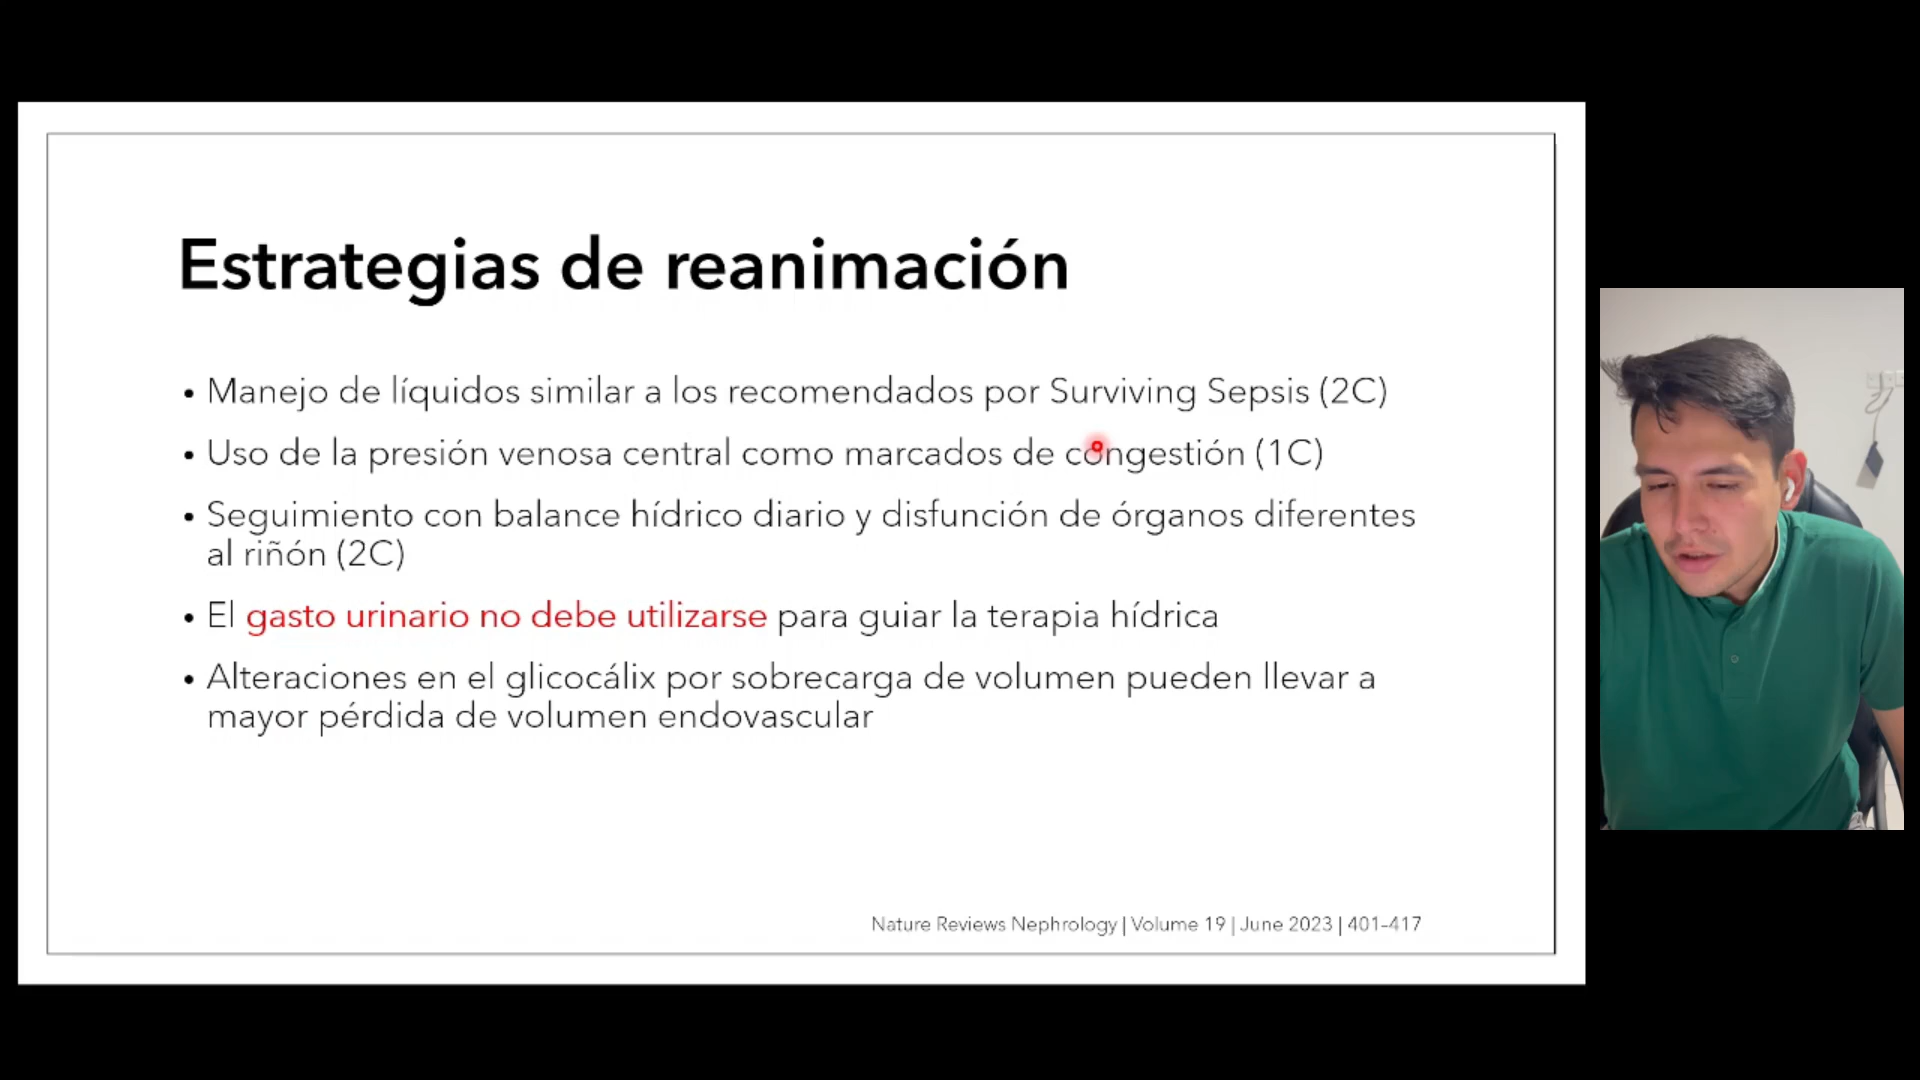 Estrategias de reanimación
• Manejo de líquidos similar a los recomendados por Surviving Sepsis (2C)
• Uso de la presión venosa central como marcados de congestión (1C)
• Seguimiento con balance hídrico diario y disfunción de órganos diferentes
al riñón (2C)
• El gasto urinario no debe utilizarse para guiar la terapia hídrica
• Alteraciones en el glicocálix por sobrecarga de volumen pueden llevar a
mayor pérdida de volumen endovascular
Nature Reviews Nephrology | Volume 19 | June 2023 | 401–417